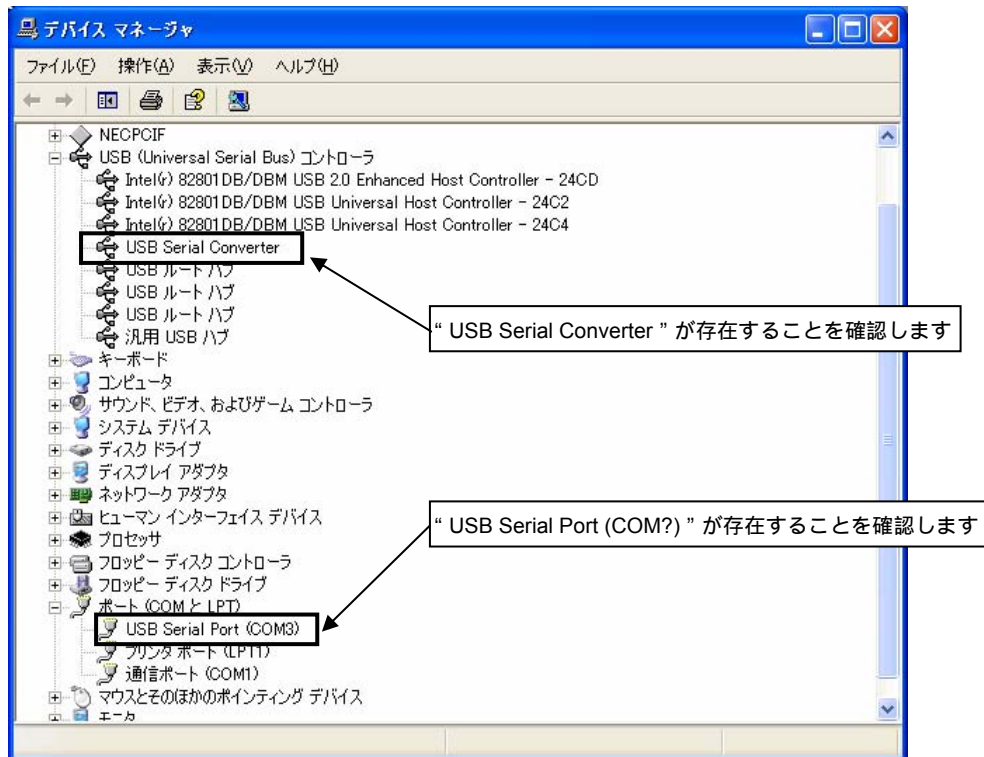 デバイス マネージャ
ファイル(F) 操作(A) 表示(V) ヘルプ(H)
NECPCIF
USB (Universal Serial Bus) コントローラ
Intel(r) 82801DB/DBM USB 2.0 Enhanced Host Controller - 24CD
Intel(r) 82801DB/DBM USB Universal Host Controller - 24C2
Intel(r) 82801DB/DBM USB Universal Host Controller - 24C4
USB Serial Converter
USB ルート ハブ
USB ルート ハブ
USB ルート ハブ
汎用 USB ハブ
“ USB Serial Converter ” が存在することを確認します
キーボード
コンピュータ
サウンド、ビデオ、およびゲーム コントローラ
システム デバイス
ディスク ドライブ
ディスプレイ アダプタ
ネットワーク アダプタ
ヒューマン インターフェイス デバイス
“ USB Serial Port (COM?) ” が存在することを確認します
プロセッサ
フロッピー ディスク コントローラ
フロッピー ディスク ドライブ
ポート (COM と LPT)
USB Serial Port (COM3)
プリンタ ポート (LPT1)
通信ポート (COM1)
マウスとそのほかのポインティング デバイス
モニタ